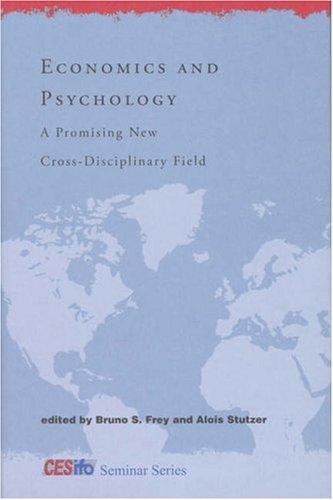 ECONOMICS AND
PSYCHOLOGY
A Promising New
Cross-Disciplinary Field
edited by Bruno S. Frey and Alois Stutzer
CESifo Seminar Series